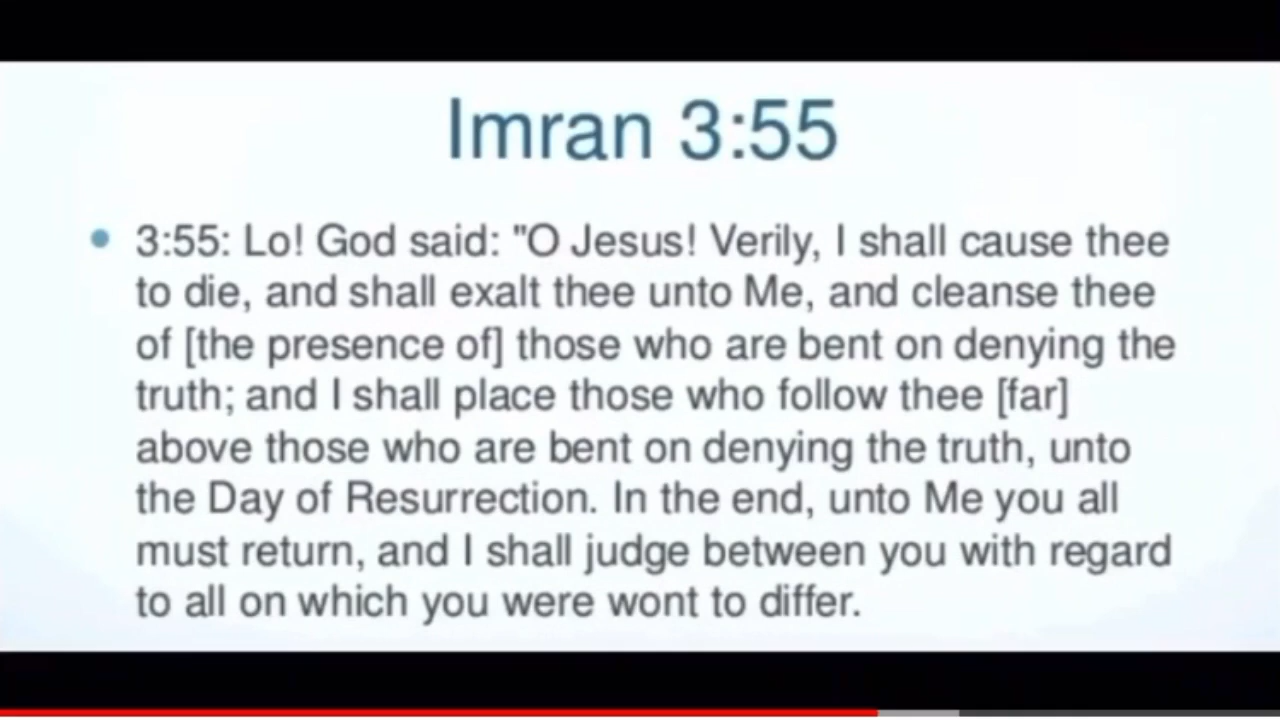 Imran 3:55
• 3:55: Lo! God said: "O Jesus! Verily, I shall cause thee
to die, and shall exalt thee unto Me, and cleanse thee
of [the presence of] those who are bent on denying the
truth; and I shall place those who follow thee [far]
above those who are bent on denying the truth, unto
the Day of Resurrection. In the end, unto Me you all
must return, and I shall judge between you with regard
to all on which you were wont to differ.